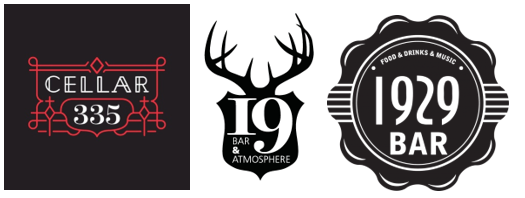 CELLAR
335
19
BAR
&
ATMOSPHERE
FOOD & DRINKS & MUSIC
1929
BAR